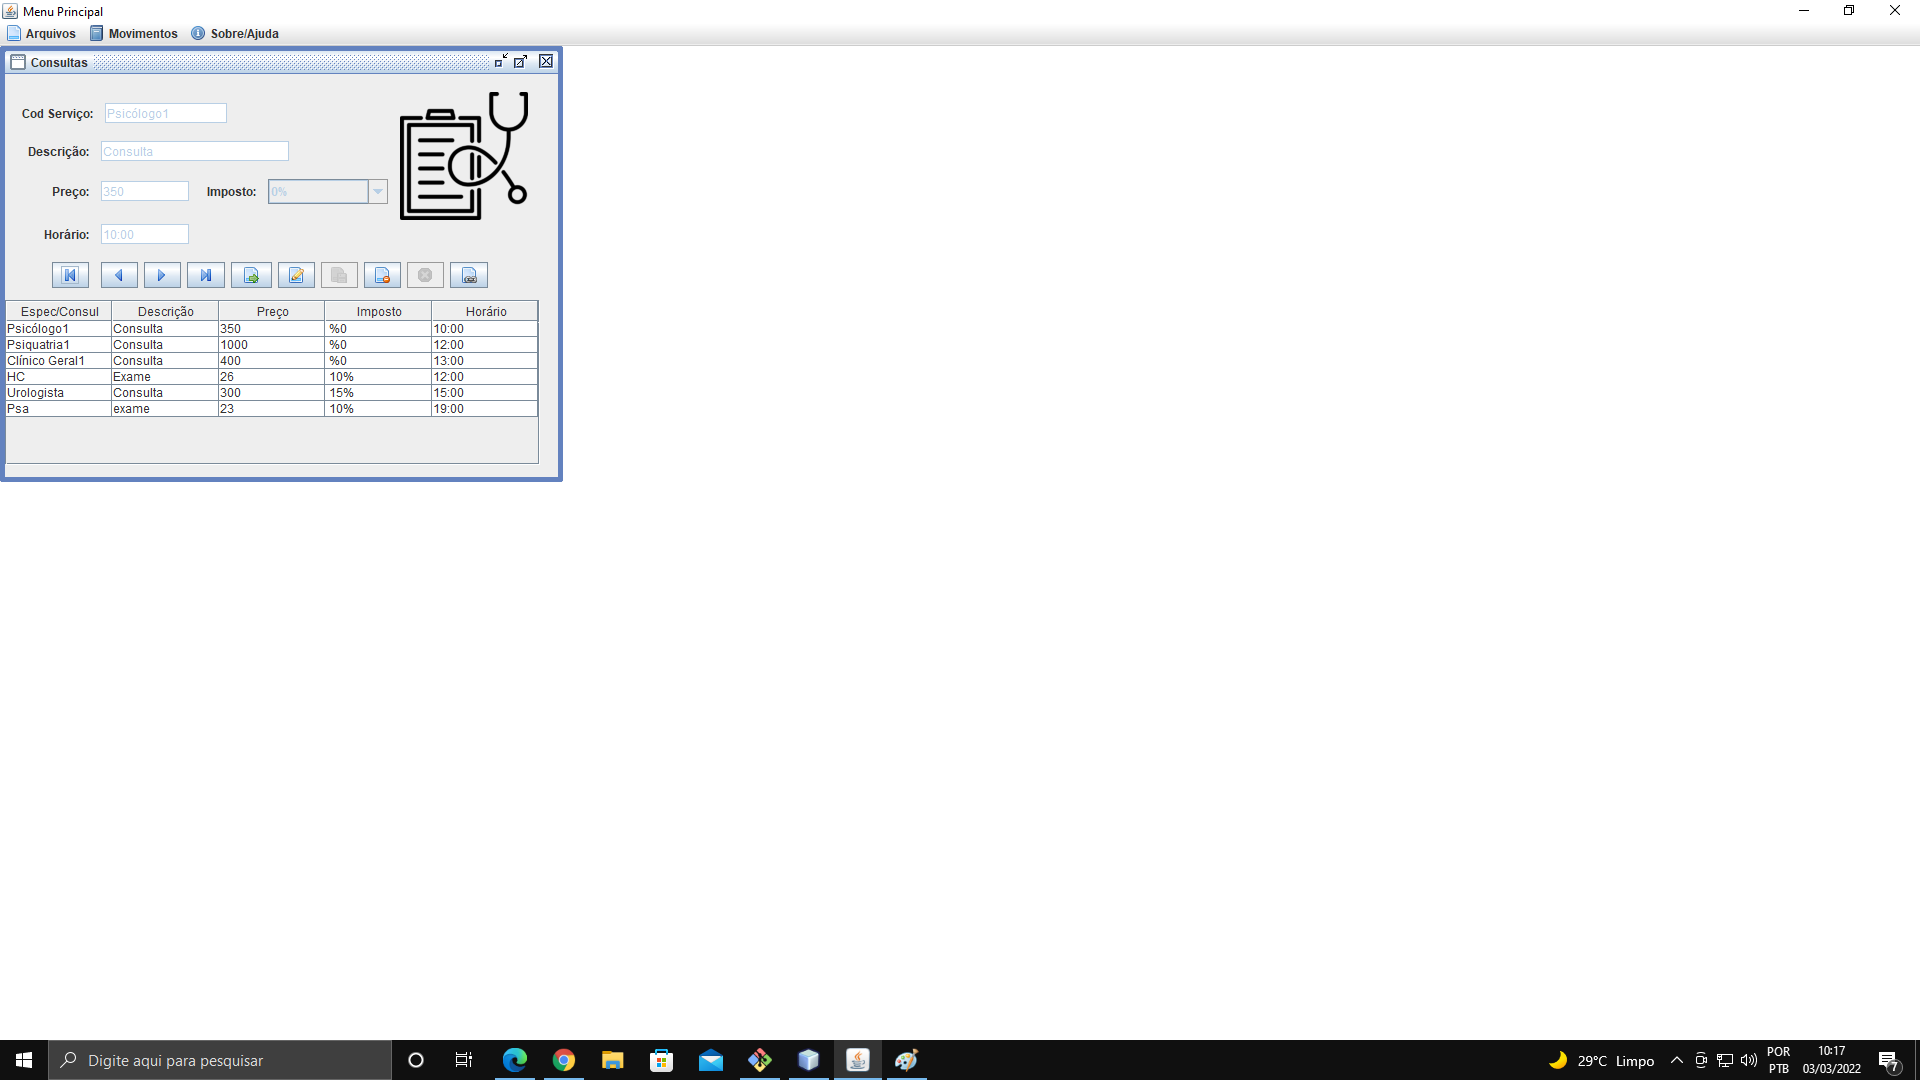 Menu Principal
Arquivos Movimentos Sobre/Ajuda
Consultas
Cod Serviço: Psicólogo1
Descrição: Consulta
Preço: 350 Imposto: 0%
Horário: 10:00
Espec/Consul Descrição Preço Imposto Horário
Psicólogo1 Consulta 350 %0 10:00
Psiquatria1 Consulta 1000 %0 12:00
Clínico Geral1 Consulta 400 %0 13:00
HC Exame 26 10% 12:00
Urologista Consulta 300 15% 15:00
Psa exame 23 10% 19:00
Digite aqui para pesquisar
29°C Limpo
POR
PTB
10:17
03/03/2022
7